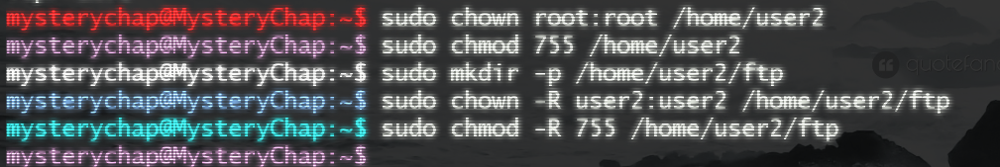 mysterychap@MysteryChap:~$ sudo chown root:root /home/user2
mysterychap@MysteryChap:~$ sudo chmod 755 /home/user2
mysterychap@MysteryChap:~$ sudo mkdir -p /home/user2/ftp
mysterychap@MysteryChap:~$ sudo chown -R user2:user2 /home/user2/ftp
mysterychap@MysteryChap:~$ sudo chmod -R 755 /home/user2/ftp
mysterychap@MysteryChap:~$